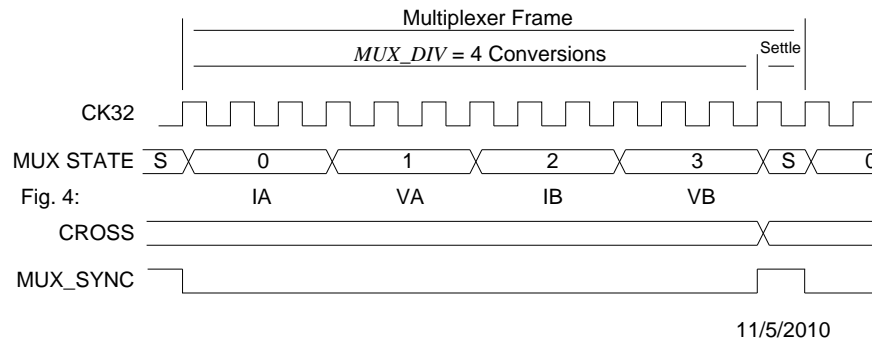 Multiplexer Frame
MUX_DIV = 4 Conversions
Settle
CK32
MUX STATE S 0 1 2 3 S 0
Fig. 4: IA VA IB VB
CROSS
MUX_SYNC
11/5/2010